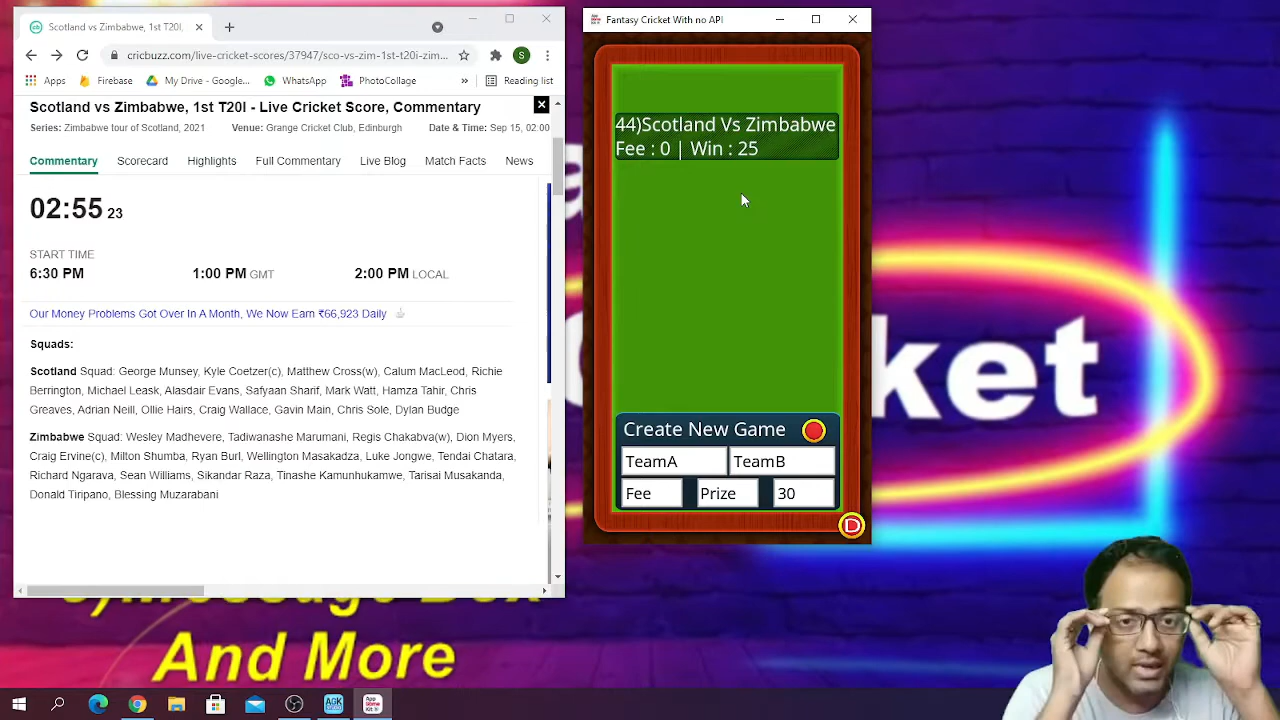 Scotland vs Zimbabwe, 1st T20I,
cricbuzz.com/live-cricket-scores/37947/sco-vs-zim-1st-t20i-zim...
S
Apps
Firebase
My Drive - Google...
WhatsApp
PhotoCollage
»
Reading list
Scotland vs Zimbabwe, 1st T20I - Live Cricket Score, Commentary
Series: Zimbabwe tour of Scotland, 2021 Venue: Grange Cricket Club, Edinburgh Date & Time: Sep 15, 02:00
Commentary Scorecard Highlights Full Commentary Live Blog Match Facts News
02:55 23
START TIME
6:30 PM 1:00 PM GMT 2:00 PM LOCAL
Our Money Problems Got Over In A Month, We Now Earn ₹66,923 Daily
Squads:
Scotland Squad: George Munsey, Kyle Coetzer(c), Matthew Cross(w), Calum MacLeod, Richie
Berrington, Michael Leask, Alasdair Evans, Safyaan Sharif, Mark Watt, Hamza Tahir, Chris
Greaves, Adrian Neill, Ollie Hairs, Craig Wallace, Gavin Main, Chris Sole, Dylan Budge
Zimbabwe Squad: Wesley Madhevere, Tadiwanashe Marumani, Regis Chakabva(w), Dion Myers,
Craig Ervine(c), Milton Shumba, Ryan Burl, Wellington Masakadza, Luke Jongwe, Tendai Chatara,
Richard Ngarava, Sean Williams, Sikandar Raza, Tinashe Kamunhukamwe, Tarisai Musakanda,
Donald Tiripano, Blessing Muzarabani
Fantasy Cricket With no API
44)Scotland Vs Zimbabwe
Fee : 0 | Win : 25
Create New Game
TeamA TeamB
Fee Prize 30
D
ket
And More